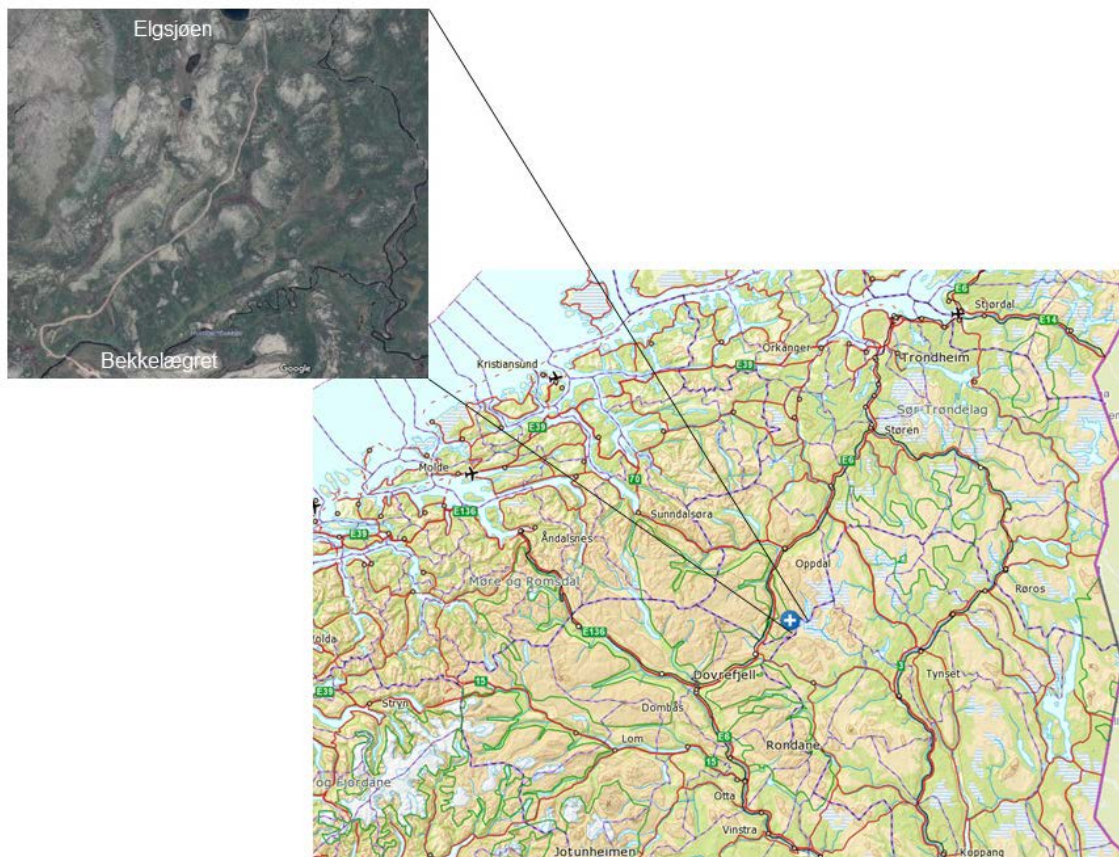 Elgsjøen
Bekkelægret
Google
E6
Stjørdal
E14
Orkanger
Trondheim
Kristiansund
E39
Sør-Trøndelag
E39
Støren
Molde
E6
70
E136
Sunndalsøra
E39
Åndalsnes
Oppdal
Møre og Romsdal
Røros
E136
3
Tynset
Dovrefjell
E39
15
Stryn
Dombås
Lom
E6
Rondane
15
og Fjordane
Otta
Vinstra
Jotunheimen
Koppang